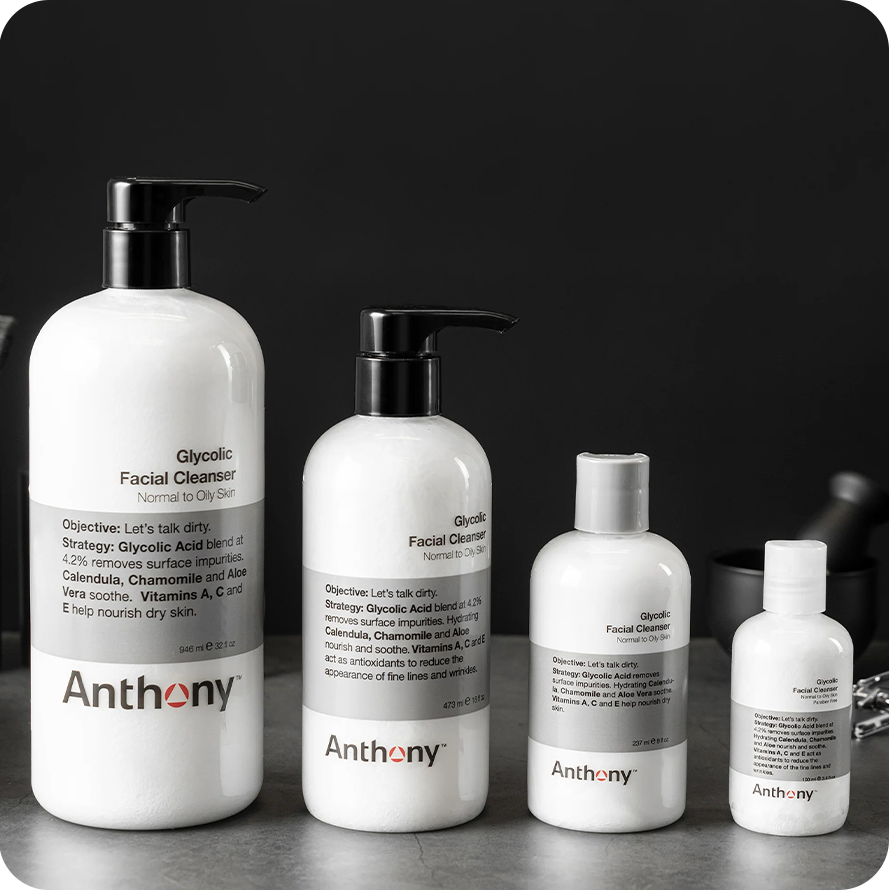 Glycolic
Facial Cleanser
Normal to Oily Skin
Objective: Let's talk dirty.
Strategy: Glycolic Acid blend at
4.2% removes surface impurities.
Calendula, Chamomile and Aloe
Vera soothe. Vitamins A, C and
E help nourish dry skin.
946 ml ℮ 32 fl oz
Anthony™
Glycolic
Facial Cleanser
Normal to Oily Skin
Objective: Let's talk dirty.
Strategy: Glycolic Acid blend at 4.2%
removes surface impurities. Hydrating
Calendula, Chamomile and Aloe
nourish and soothe. Vitamins A, C and E
act as antioxidants to reduce the
appearance of fine lines and wrinkles.
473 ml ℮ 16 fl oz
Anthony™
Glycolic
Facial Cleanser
Normal to Oily Skin
Objective: Let's talk dirty.
Strategy: Glycolic Acid removes
surface impurities. Hydrating Calendu-
la, Chamomile and Aloe Vera soothe.
Vitamins A, C and E help nourish dry
skin.
237 ml ℮ 8 fl oz
Anthony™
Glycolic
Facial Cleanser
Normal to Oily Skin
Paraben Free
Objective: Let's talk dirty.
Strategy: Glycolic Acid blend at
4.2% removes surface impurities.
Hydrating Calendula, Chamomile
and Aloe nourish and soothe.
Vitamins A, C and E act as
antioxidants to reduce the
appearance of fine lines and
wrinkles.
Anthony™